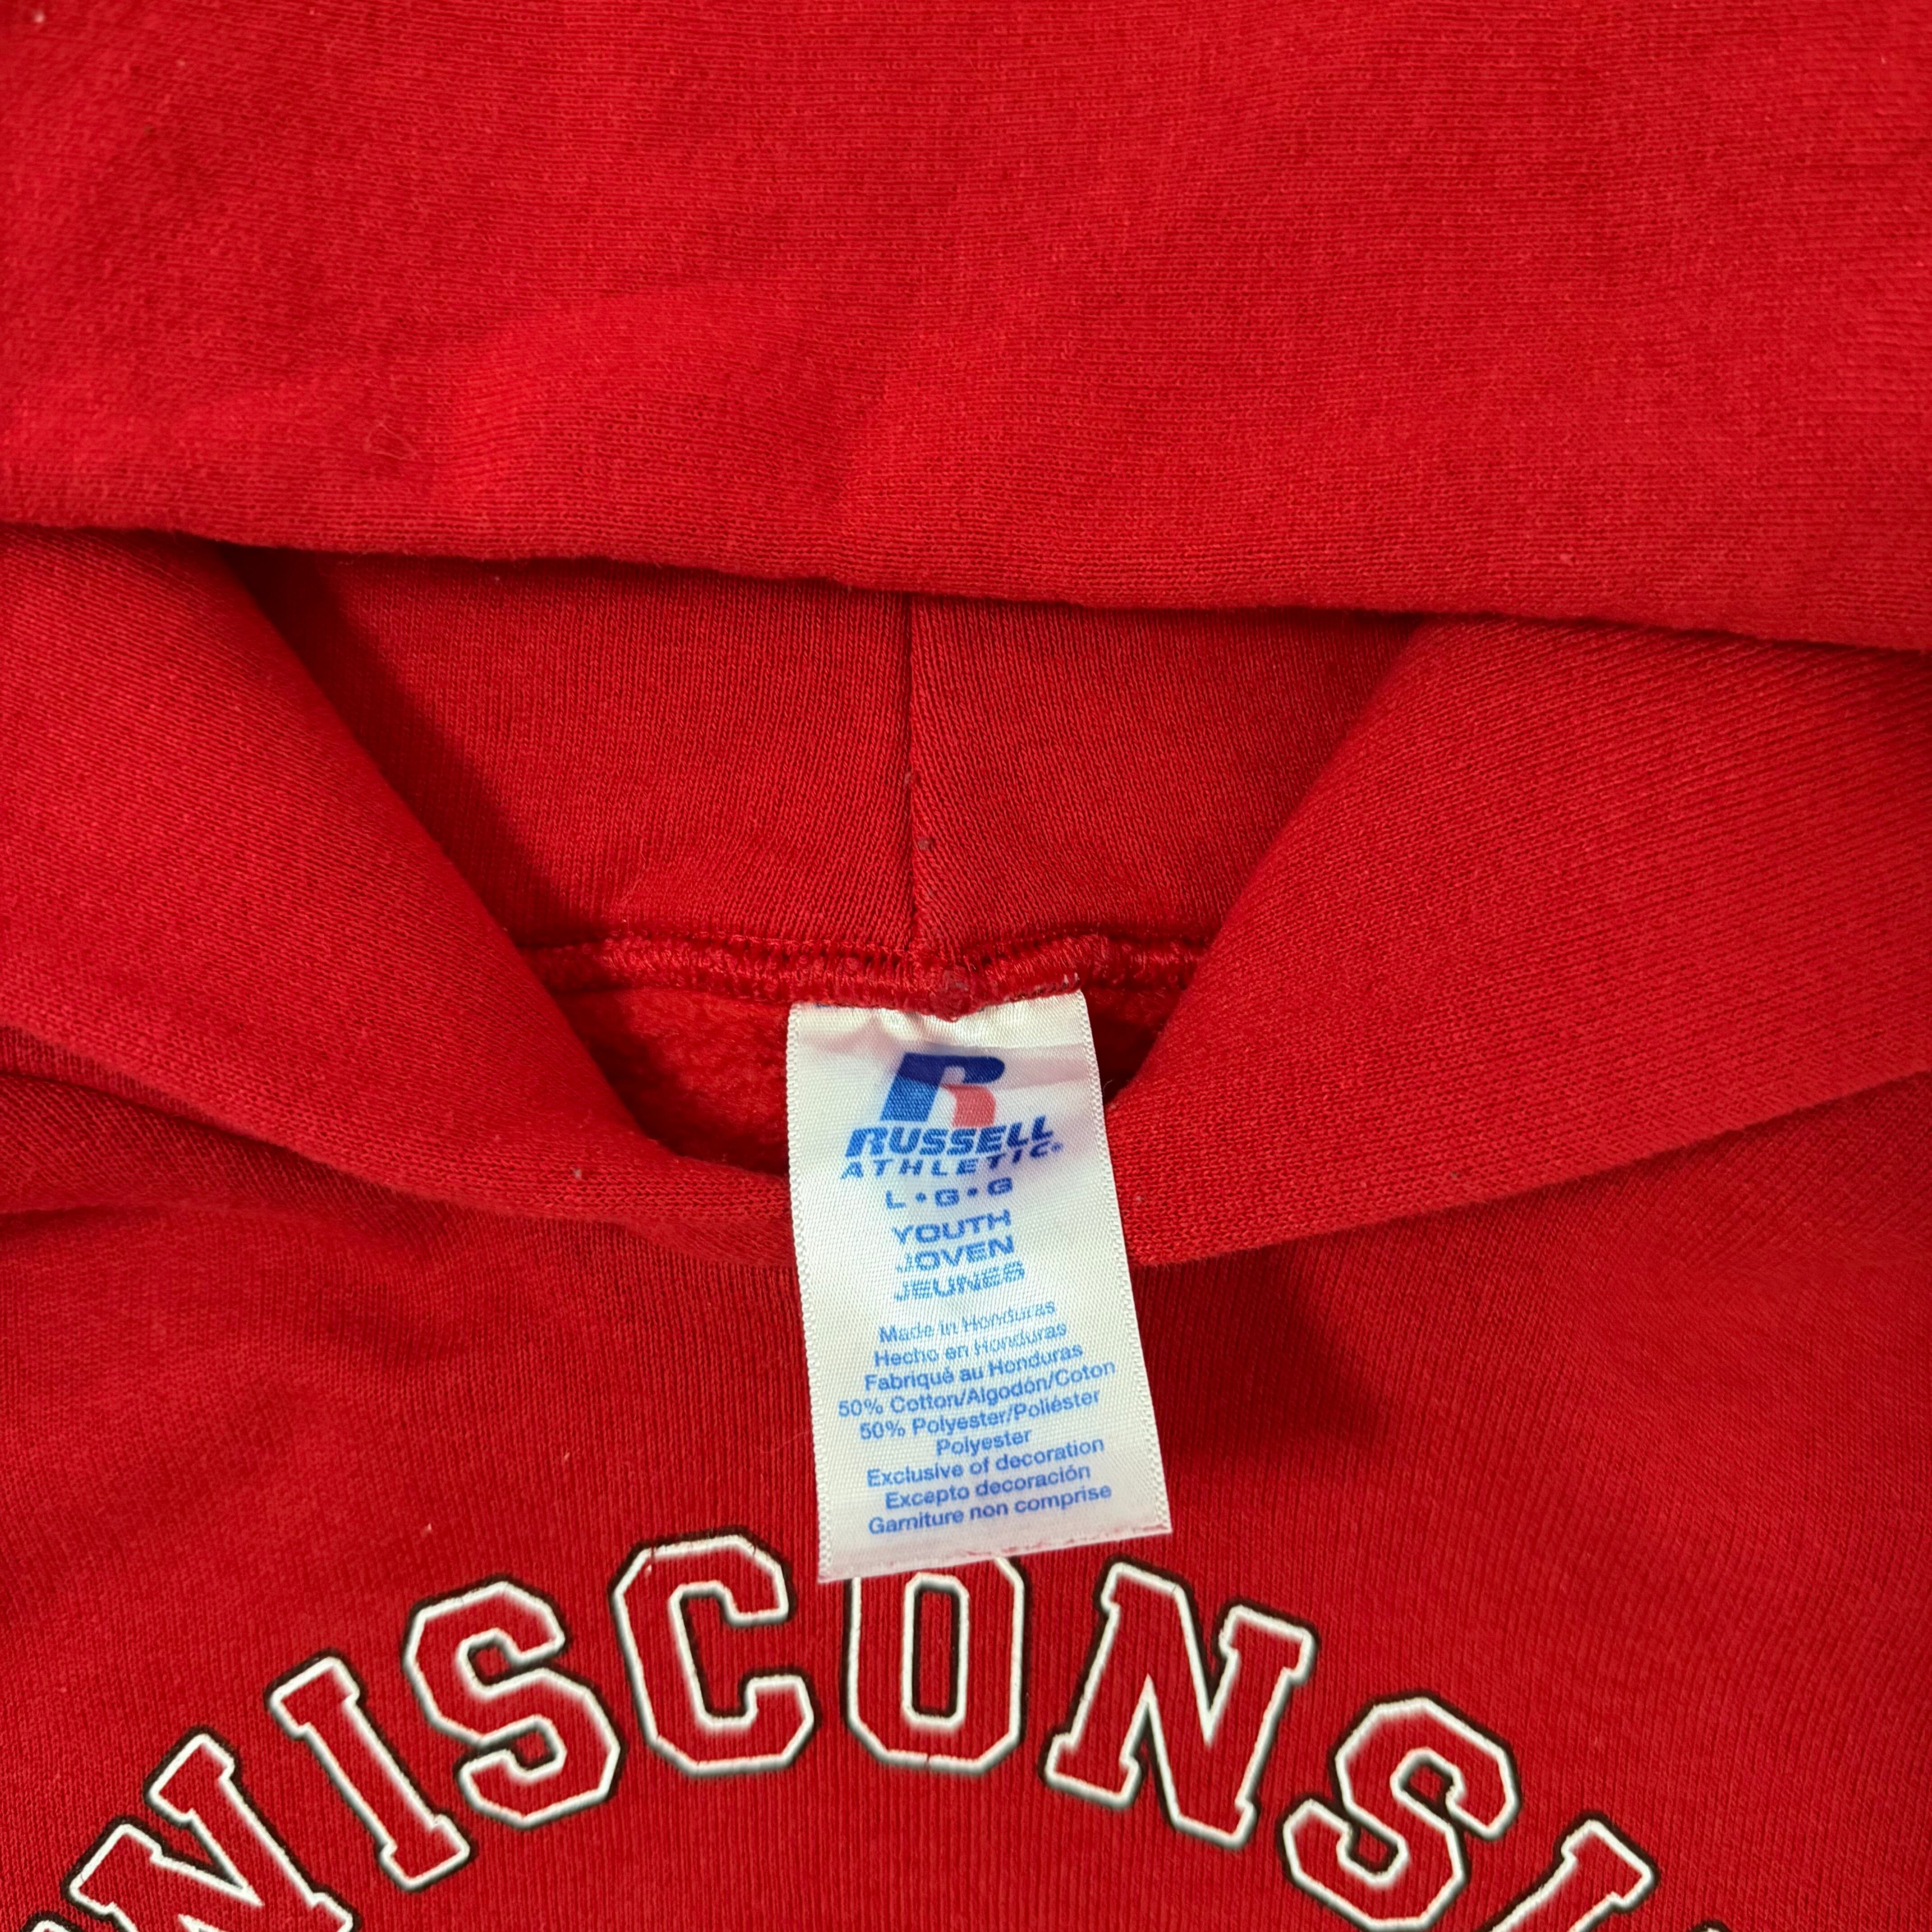 RUSSELL
ATHLETIC®
L•G•G
YOUTH
JOVEN
JEUNES
Made in Honduras
Hecho en Honduras
Fabriqué au Honduras
50% Cotton/Algodón/Coton
50% Polyester/Poliéster
Polyester
Exclusive of decoration
Excepto decoración
Garniture non comprise
WISCONSI